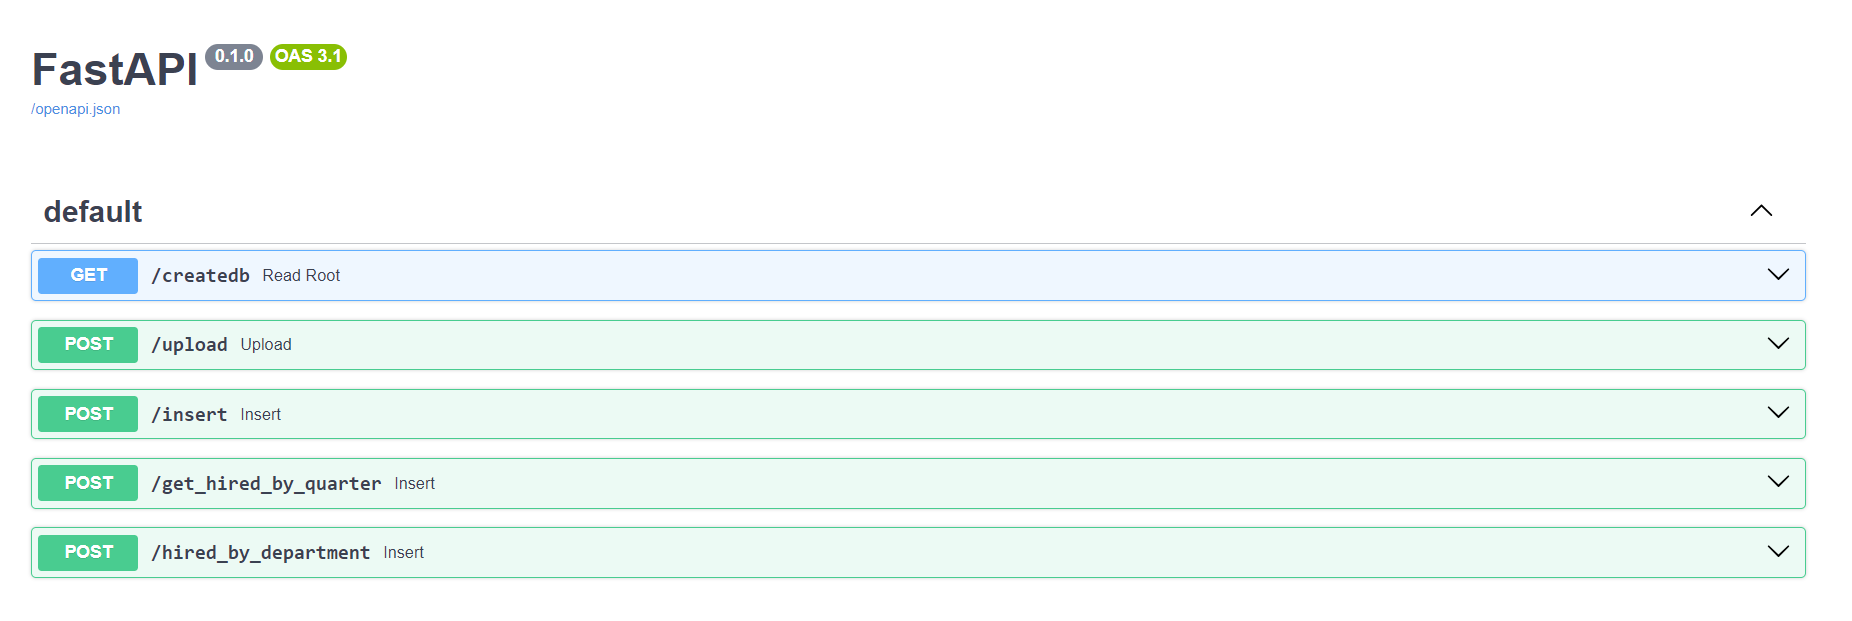 FastAPI 0.1.0 OAS 3.1
/openapi.json
default
GET /createdb Read Root
POST /upload Upload
POST /insert Insert
POST /get_hired_by_quarter Insert
POST /hired_by_department Insert